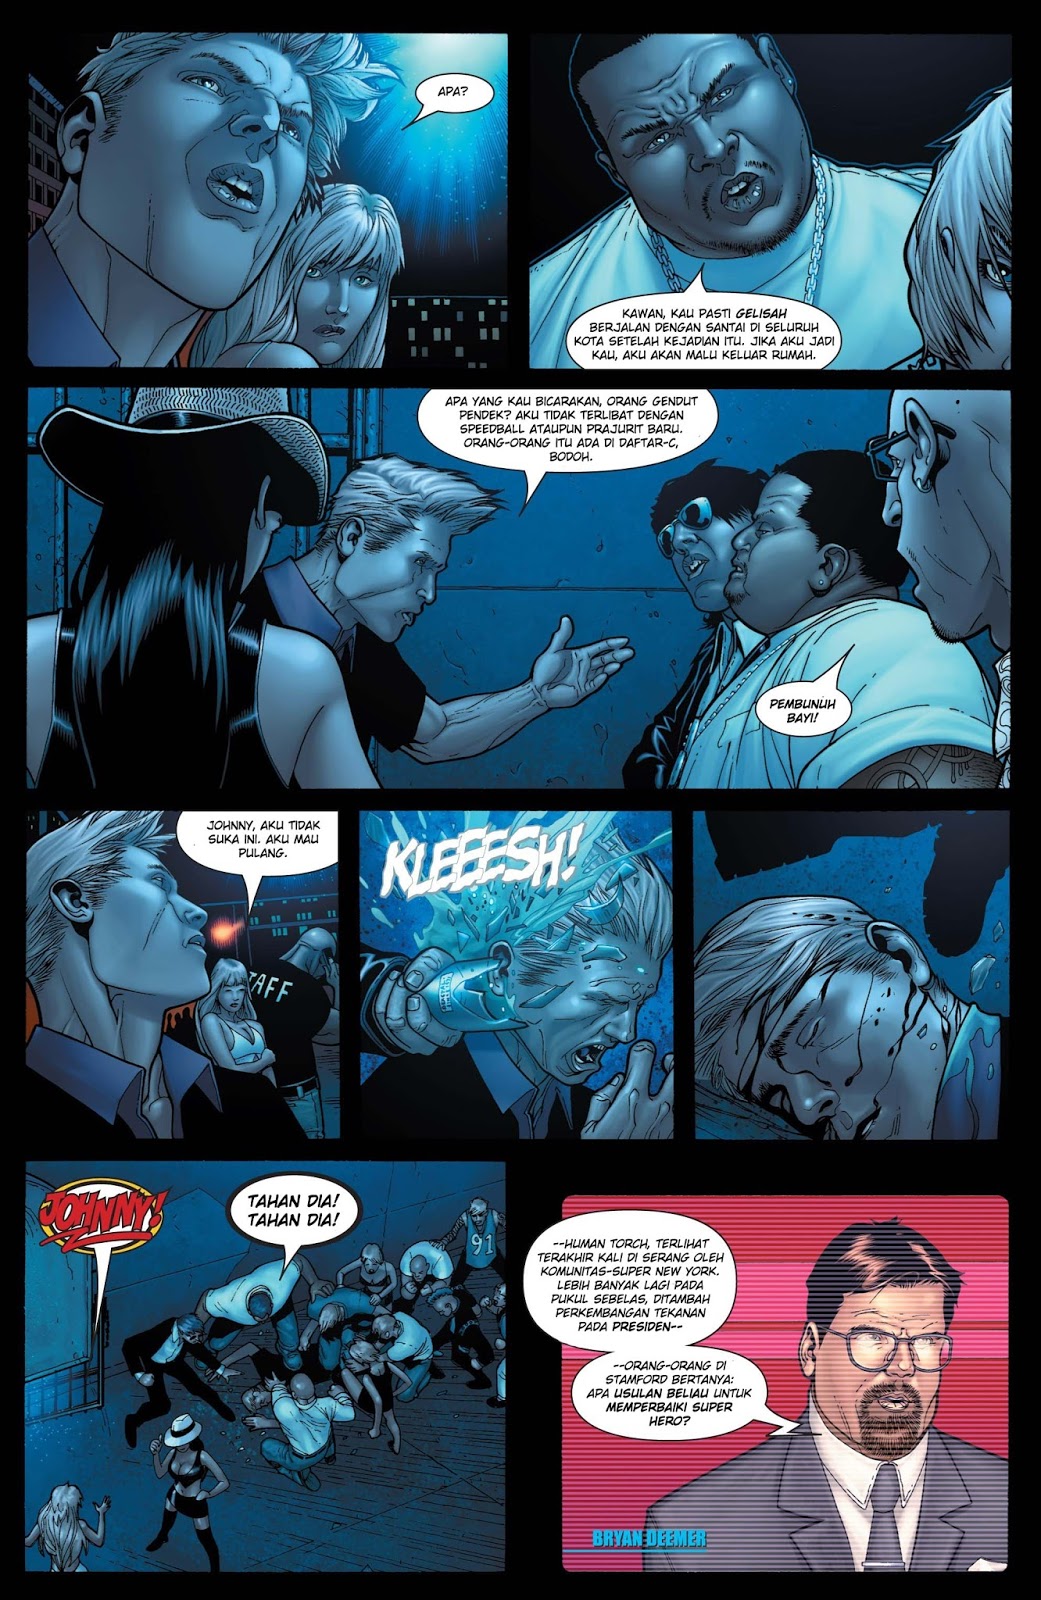 APA?
KAWAN, KAU PASTI GELISAH
BERJALAN DENGAN SANTAI DI SELURUH
KOTA SETELAH KEJADIAN ITU. JIKA AKU JADI
KAU, AKU AKAN MALU KELUAR RUMAH.
APA YANG KAU BICARAKAN, ORANG GENDUT
PENDEK? AKU TIDAK TERLIBAT DENGAN
SPEEDBALL ATAUPUN PRAJURIT BARU.
ORANG-ORANG ITU ADA DI DAFTAR-C,
BODOH.
PEMBUNUH
BAYI!
JOHNNY, AKU TIDAK
SUKA INI. AKU MAU
PULANG.
TAFF
KLEEESH!
JOHNNY!
TAHAN DIA!
TAHAN DIA!
91
--HUMAN TORCH, TERLIHAT
TERAKHIR KALI DI SERANG OLEH
KOMUNITAS-SUPER NEW YORK.
LEBIH BANYAK LAGI PADA
PUKUL SEBELAS, DITAMBAH
PERKEMBANGAN TEKANAN
PADA PRESIDEN--
--ORANG-ORANG DI
STAMFORD BERTANYA:
APA USULAN BELIAU UNTUK
MEMPERBAIKI SUPER
HERO?
BRYAN DEEMER